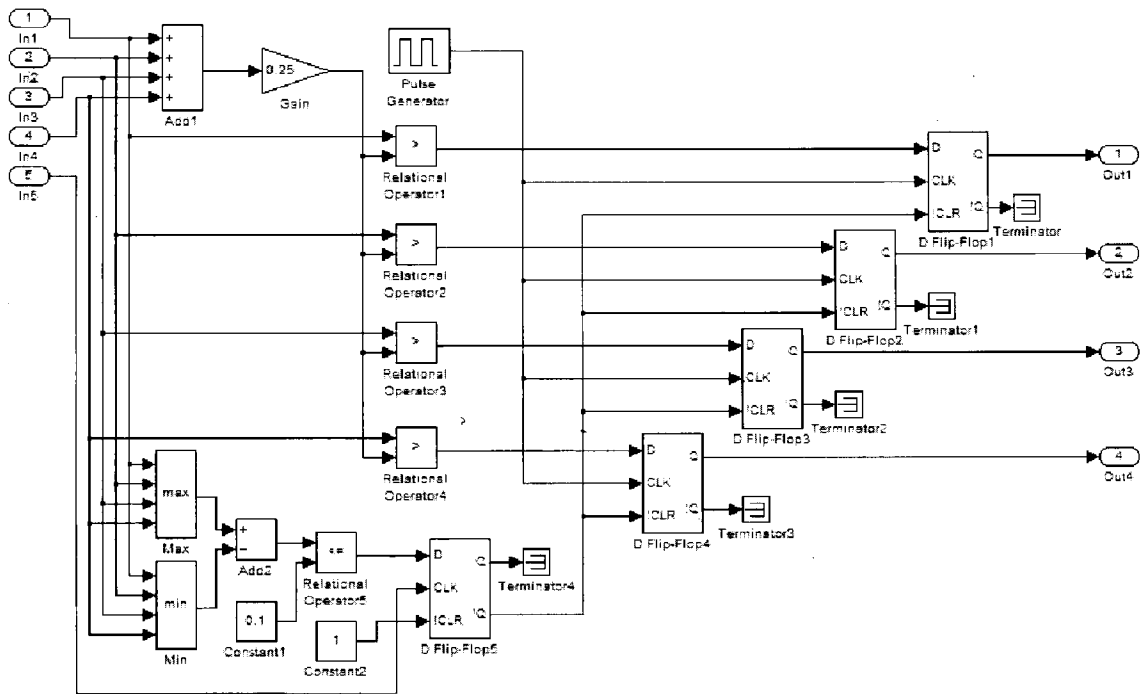 1
In1
2
In2
3
In3
4
In4
5
In5
+
+
+
+
Add1
0.25
Gain
Pulse
Generator
>
Relational
Operator1
>
Relational
Operator2
>
Relational
Operator3
>
Relational
Operator4
D
Q
CLK
!CLR
!Q
D Flip-Flop1
Terminator
1
Out1
D
Q
CLK
!CLR
!Q
D Flip-Flop2
Terminator1
2
Out2
D
Q
CLK
!CLR
!Q
D Flip-Flop3
Terminator2
3
Out3
D
Q
CLK
!CLR
!Q
D Flip-Flop4
Terminator3
4
Out4
max
Max
min
Min
+
−
Add2
<=
Relational
Operator5
0.1
Constant1
1
Constant2
D
Q
CLK
!CLR
!Q
D Flip-Flop5
Terminator4